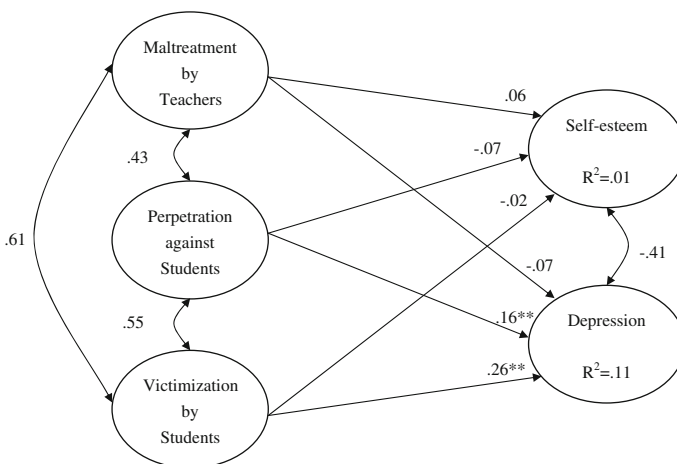 Maltreatment
by
Teachers
.06
Self-esteem
R²=.01
.43
-.07
-.02
Perpetration
against
Students
.61
-.41
-.07
.16**
.55
Depression
R²=.11
.26**
Victimization
by
Students